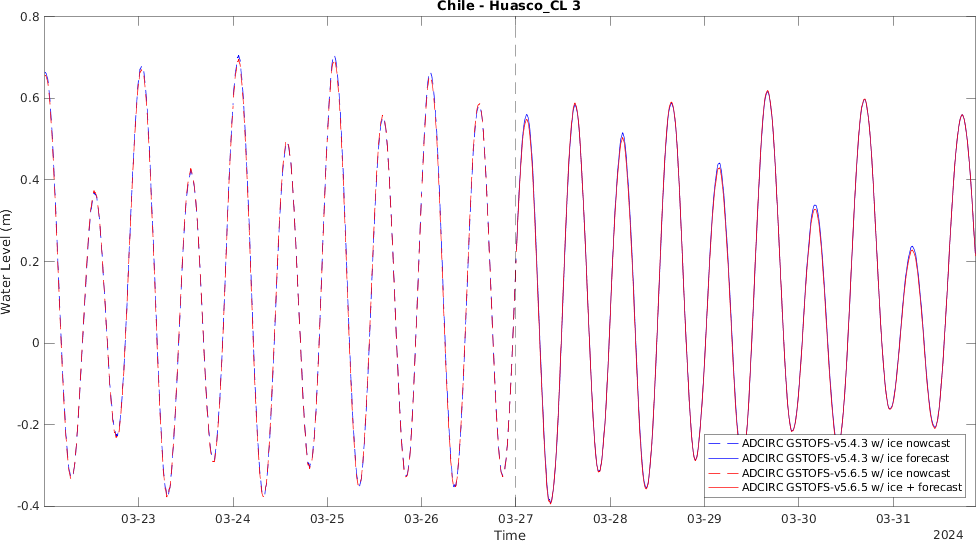 Chile - Huasco_CL 3
0.8
0.6
0.4
0.2
0
-0.2
-0.4
Water Level (m)
ADCIRC GSTOFS-v5.4.3 w/ ice nowcast
ADCIRC GSTOFS-v5.4.3 w/ ice forecast
ADCIRC GSTOFS-v5.6.5 w/ ice nowcast
ADCIRC GSTOFS-v5.6.5 w/ ice + forecast
03-23
03-24
03-25
03-26
03-27
03-28
03-29
03-30
03-31
Time
2024